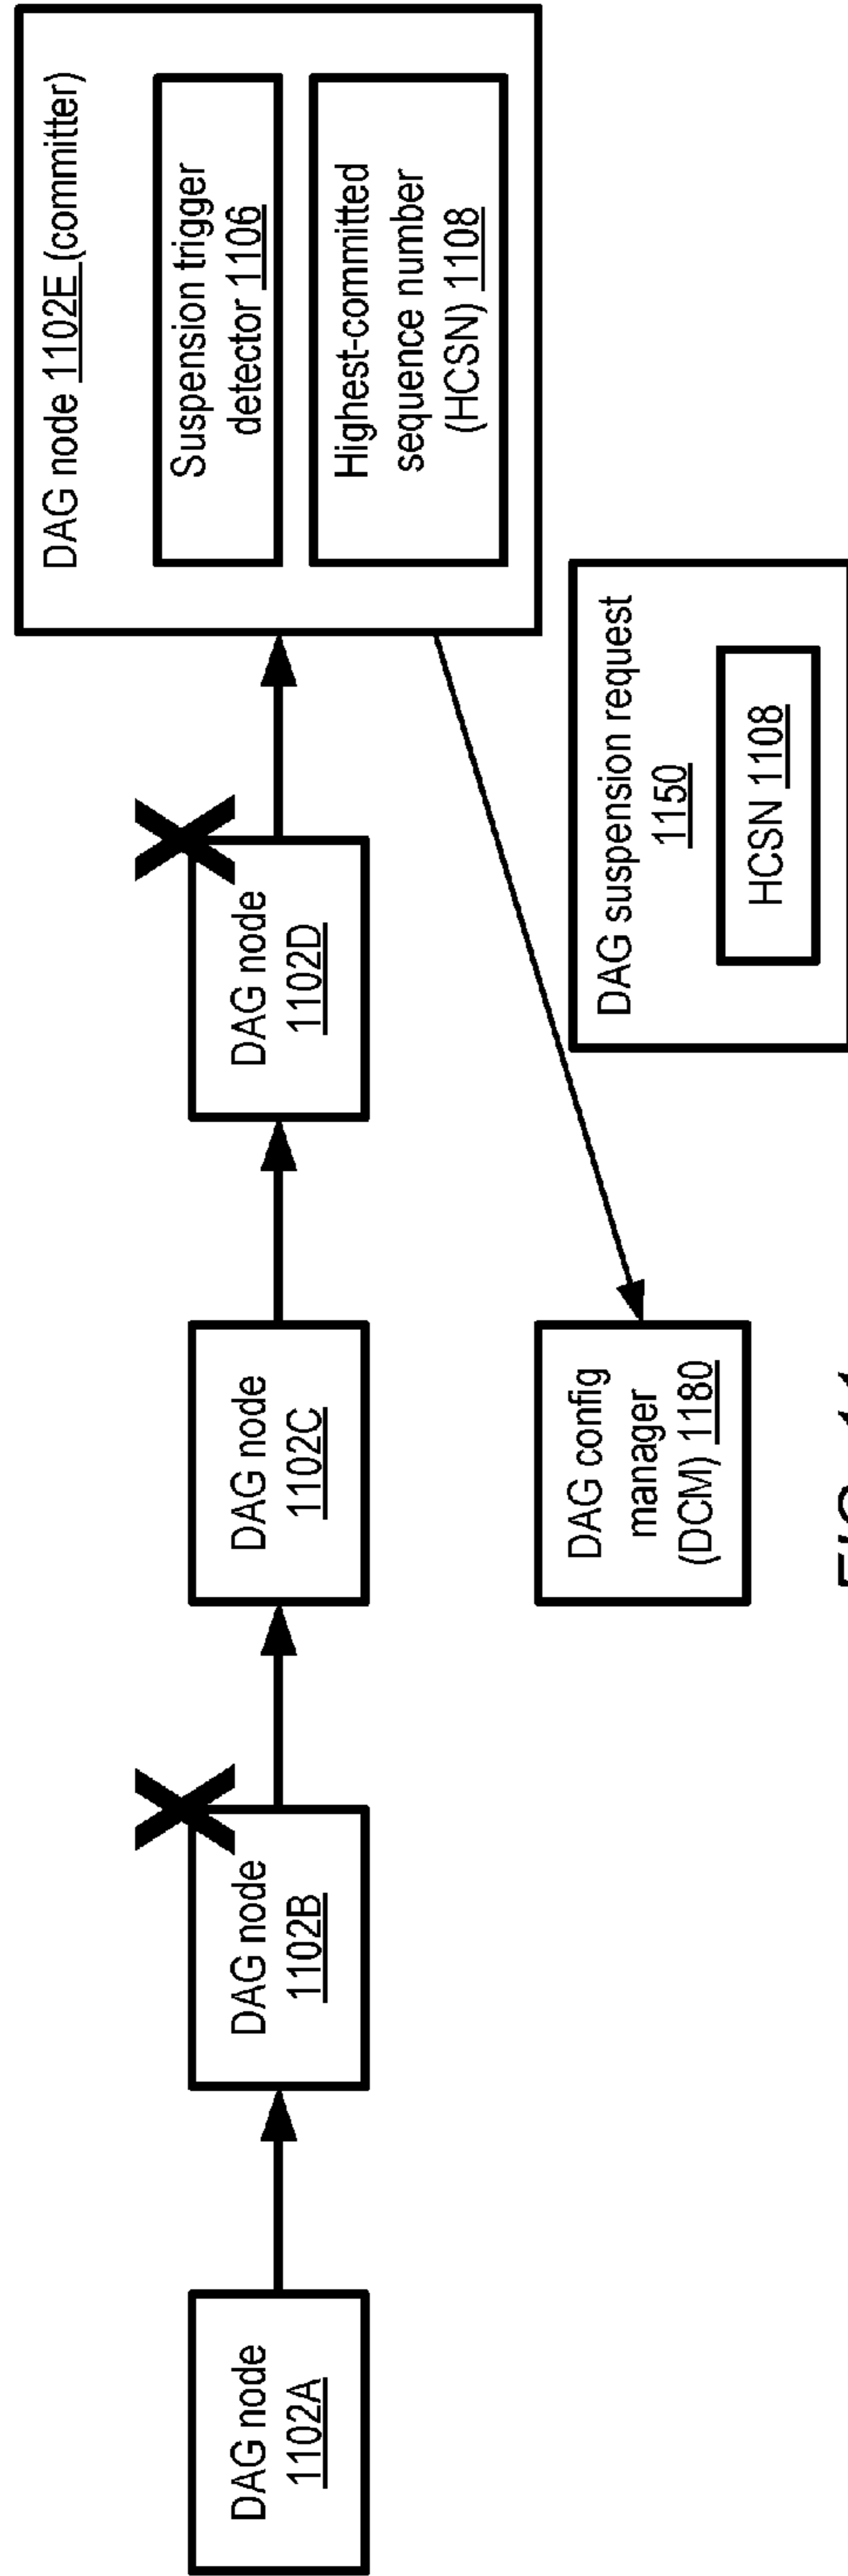 DAG node
1102A
DAG node
1102B
DAG node
1102C
DAG node
1102D
DAG node 1102E (committer)
Suspension trigger
detector 1106
Highest-committed
sequence number
(HCSN) 1108
DAG config
manager
(DCM) 1180
DAG suspension request
1150
HCSN 1108
X
X